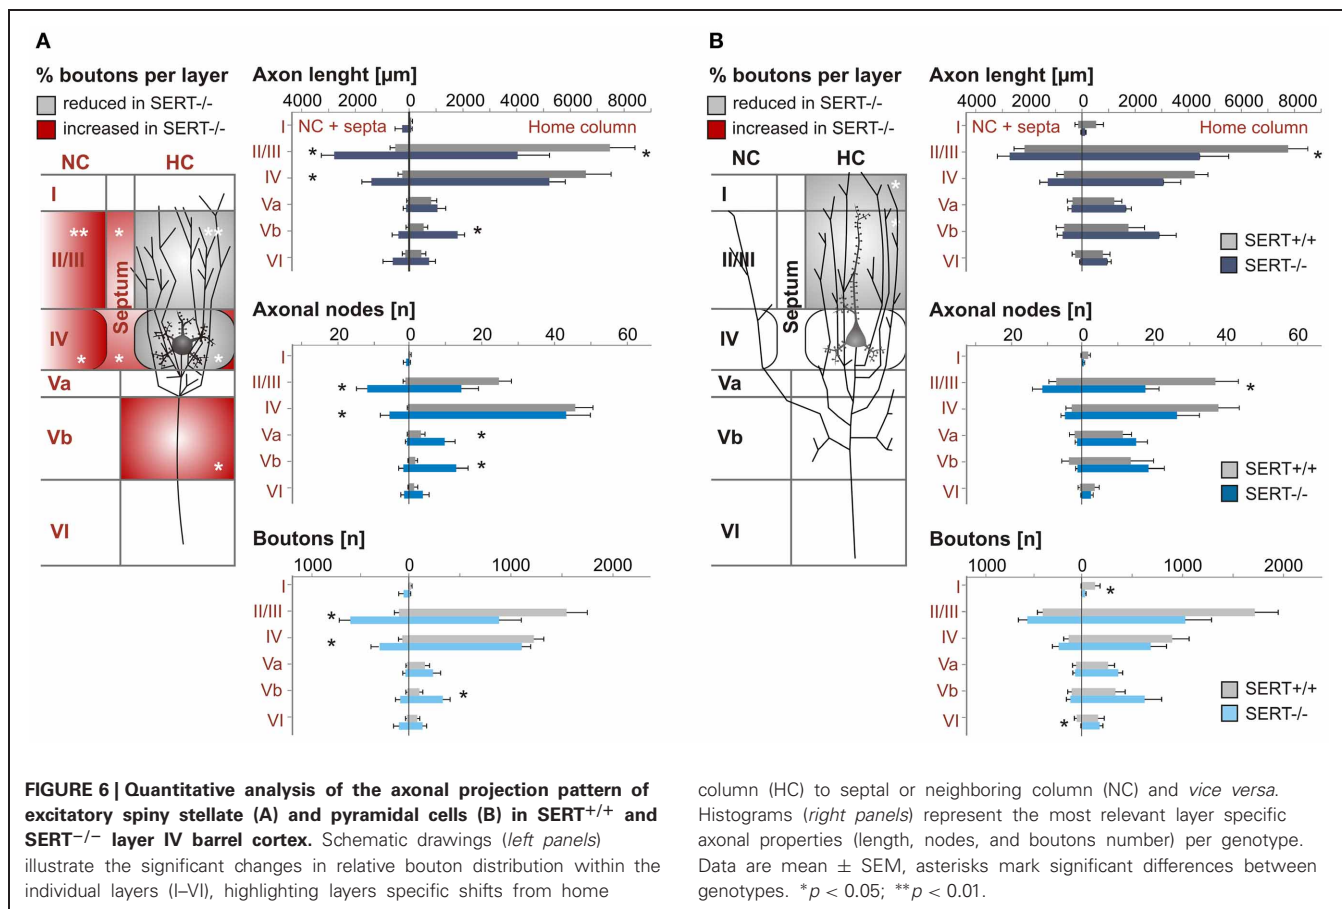 A
% boutons per layer
reduced in SERT-/-
increased in SERT-/-
NC HC
I
II/III
Septum
IV
Va
Vb
VI
** * **
* * *
*
Axon lenght [µm]
4000 2000 0 2000 4000 6000 8000
NC + septa Home column
I
* II/III *
* IV
Va
Vb *
VI
Axonal nodes [n]
20 0 20 40 60
I
II/III *
IV *
Va *
Vb *
VI
Boutons [n]
1000 0 1000 2000
I
II/III *
IV *
Va
Vb *
VI
B
% boutons per layer
reduced in SERT-/-
increased in SERT-/-
NC HC
I *
II/III *
Septum
IV
Va
Vb
VI
Axon lenght [µm]
4000 2000 0 2000 4000 6000 8000
I NC + septa Home column
II/III *
IV
Va
Vb
VI
SERT+/+
SERT-/-
Axonal nodes [n]
20 0 20 40 60
I
II/III *
IV
Va
Vb
VI
SERT+/+
SERT-/-
Boutons [n]
1000 0 1000 2000
I *
II/III
IV
Va
Vb
VI *
SERT+/+
SERT-/-
FIGURE 6 | Quantitative analysis of the axonal projection pattern of
excitatory spiny stellate (A) and pyramidal cells (B) in SERT+/+ and
SERT−/− layer IV barrel cortex. Schematic drawings (left panels)
illustrate the significant changes in relative bouton distribution within the
individual layers (I–VI), highlighting layers specific shifts from home
column (HC) to septal or neighboring column (NC) and vice versa.
Histograms (right panels) represent the most relevant layer specific
axonal properties (length, nodes, and boutons number) per genotype.
Data are mean ± SEM, asterisks mark significant differences between
genotypes. *p < 0.05; **p < 0.01.